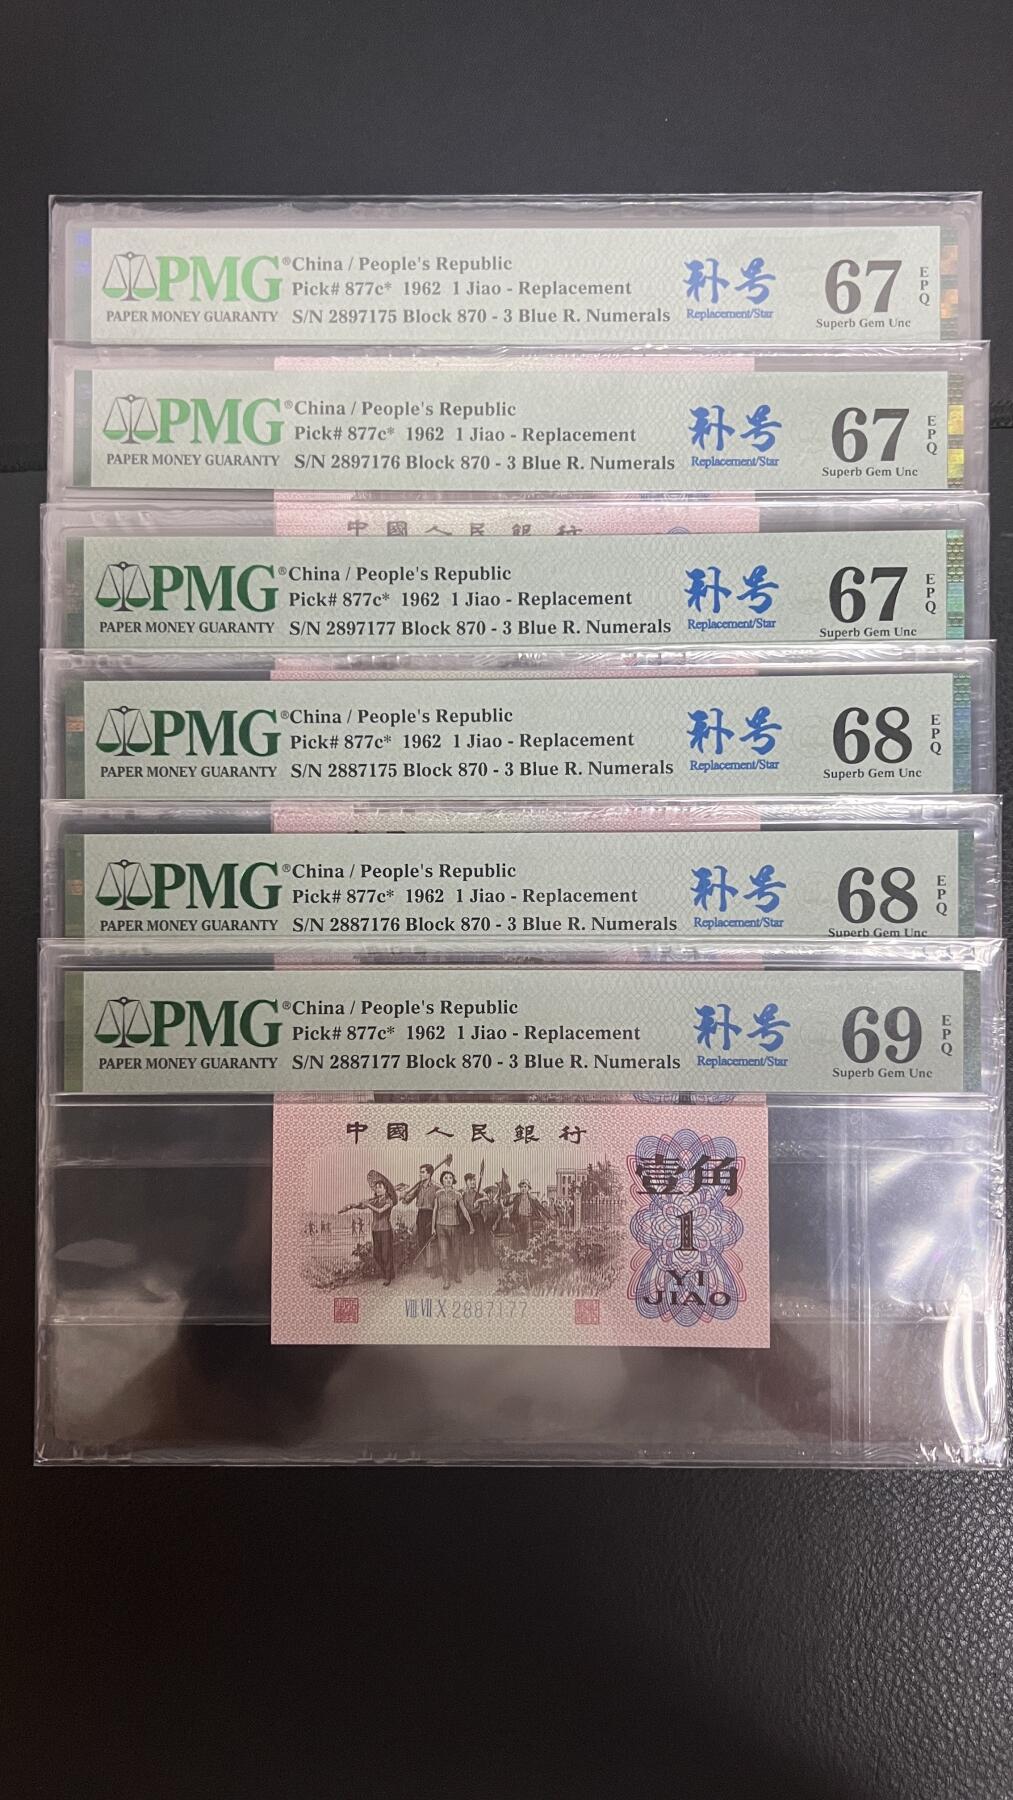 PMG®
PAPER MONEY GUARANTY
China / People's Republic
Pick# 877c* 1962 1 Jiao - Replacement
S/N 2897175 Block 870 - 3 Blue R. Numerals
补号
Replacement/Star
67
EPQ
Superb Gem Unc
PMG®
PAPER MONEY GUARANTY
China / People's Republic
Pick# 877c* 1962 1 Jiao - Replacement
S/N 2897176 Block 870 - 3 Blue R. Numerals
补号
Replacement/Star
67
EPQ
Superb Gem Unc
中國人民銀行
PMG®
PAPER MONEY GUARANTY
China / People's Republic
Pick# 877c* 1962 1 Jiao - Replacement
S/N 2897177 Block 870 - 3 Blue R. Numerals
补号
Replacement/Star
67
EPQ
Superb Gem Unc
PMG®
PAPER MONEY GUARANTY
China / People's Republic
Pick# 877c* 1962 1 Jiao - Replacement
S/N 2887175 Block 870 - 3 Blue R. Numerals
补号
Replacement/Star
68
EPQ
Superb Gem Unc
PMG®
PAPER MONEY GUARANTY
China / People's Republic
Pick# 877c* 1962 1 Jiao - Replacement
S/N 2887176 Block 870 - 3 Blue R. Numerals
补号
Replacement/Star
68
EPQ
Superb Gem Unc
PMG®
PAPER MONEY GUARANTY
China / People's Republic
Pick# 877c* 1962 1 Jiao - Replacement
S/N 2887177 Block 870 - 3 Blue R. Numerals
补号
Replacement/Star
69
EPQ
Superb Gem Unc
中國人民銀行
壹角
1
YI
JIAO
VIII VII X 2887177